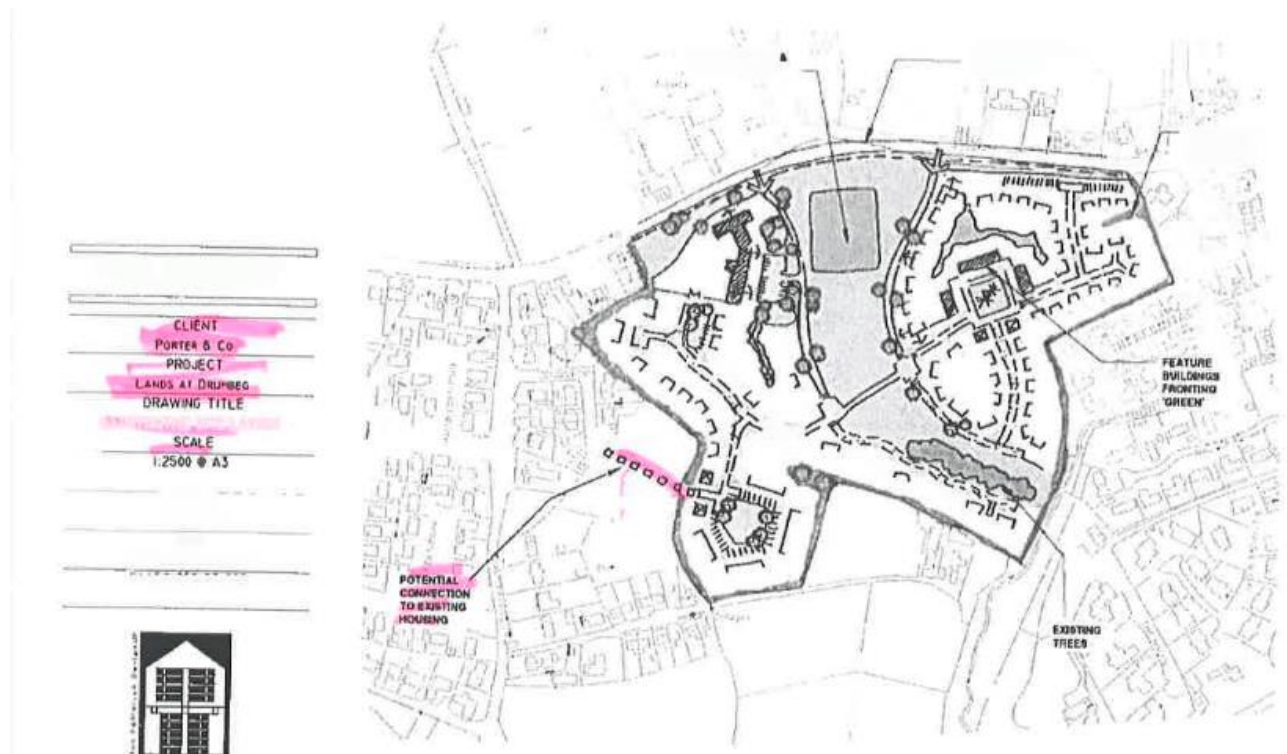 CLIENT
PORTER & CO
PROJECT
LANDS AT DRUMBEG
DRAWING TITLE
SCALE
1:2500 @ A3
POTENTIAL
CONNECTION
TO EXISTING
HOUSING
FEATURE
BUILDINGS
FRONTING
'GREEN'
EXISTING
TREES